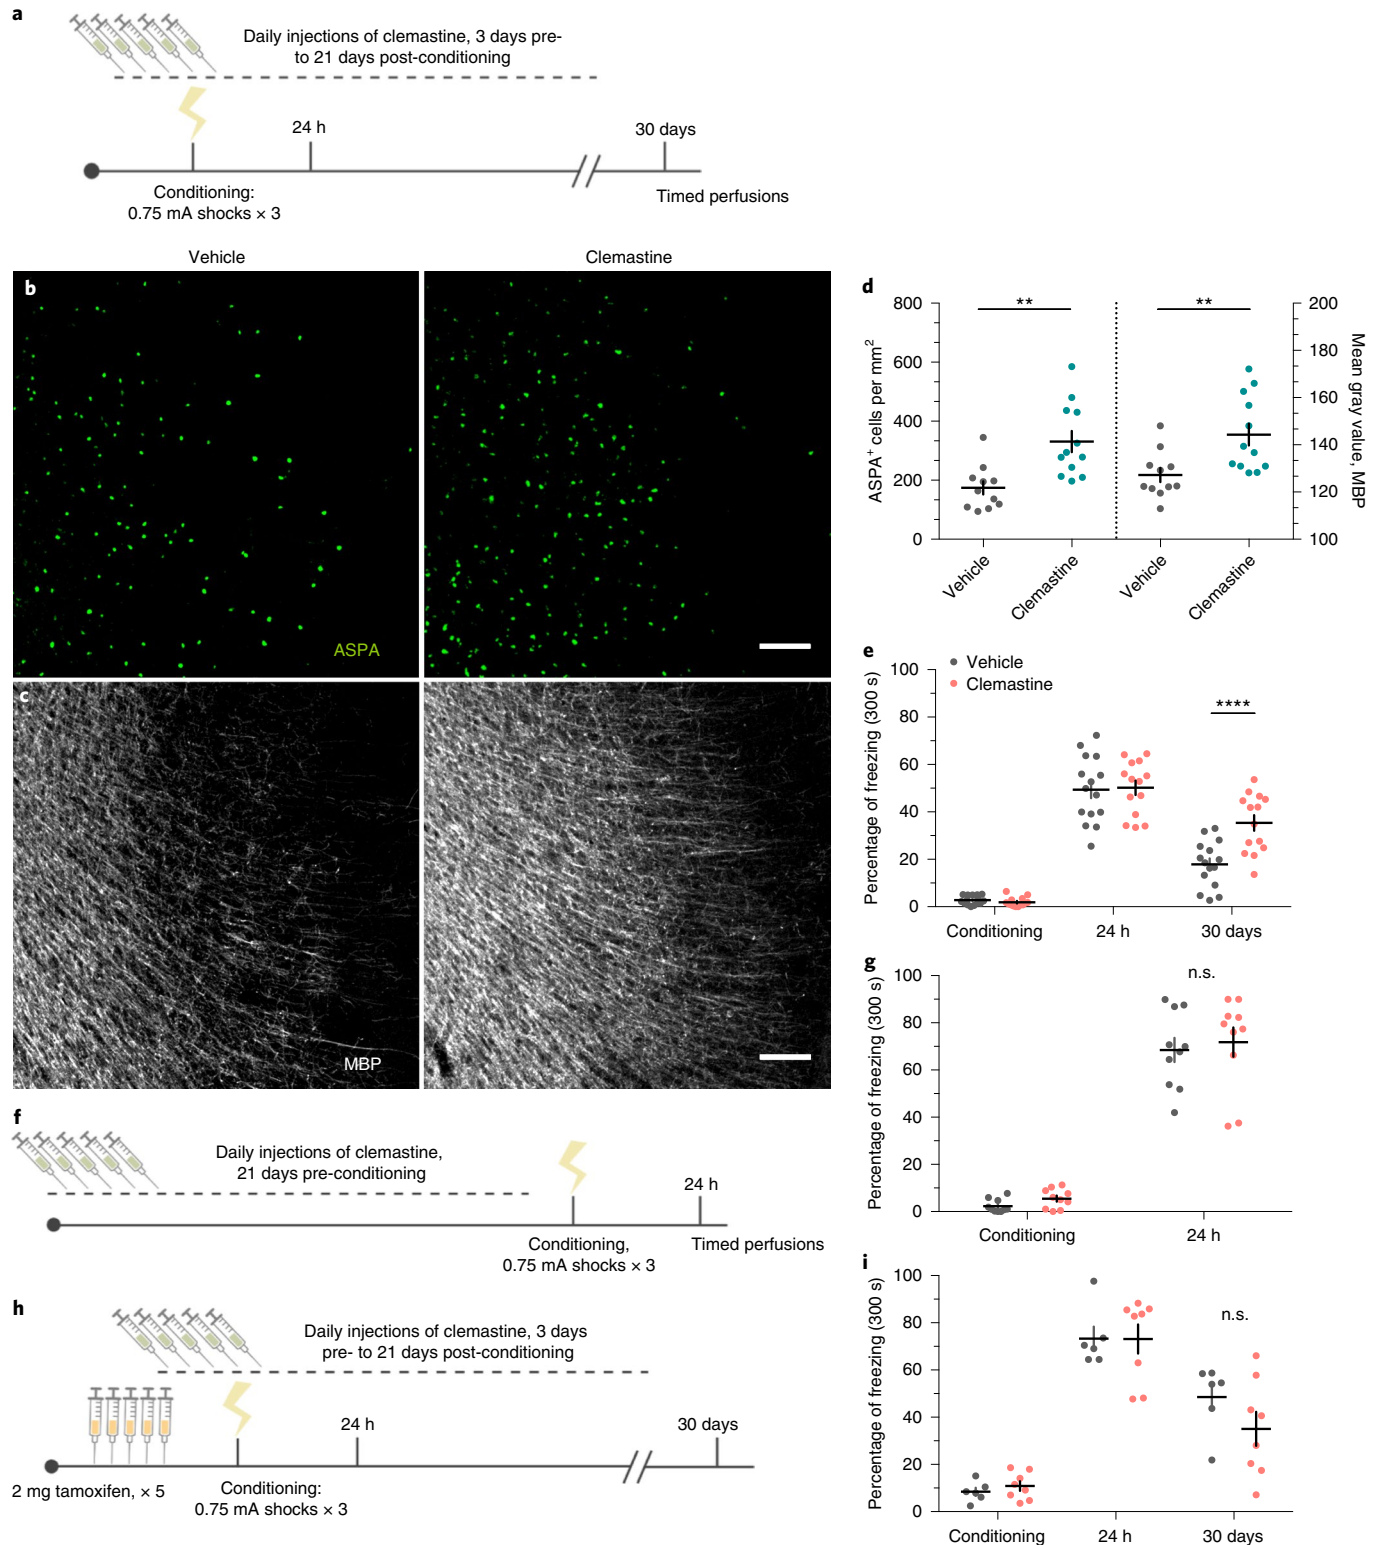 a
Daily injections of clemastine, 3 days pre-
to 21 days post-conditioning
24 h
30 days
Conditioning:
0.75 mA shocks × 3
Timed perfusions
Vehicle
Clemastine
b
ASPA
c
MBP
d
800
600
400
200
0
ASPA+ cells per mm2
**
**
200
180
160
140
120
100
Mean gray value, MBP
Vehicle
Clemastine
Vehicle
Clemastine
e
Vehicle
Clemastine
100
80
60
40
20
0
Percentage of freezing (300 s)
****
Conditioning
24 h
30 days
f
Daily injections of clemastine,
21 days pre-conditioning
24 h
Conditioning,
0.75 mA shocks × 3
Timed perfusions
g
100
80
60
40
20
0
Percentage of freezing (300 s)
n.s.
Conditioning
24 h
h
Daily injections of clemastine, 3 days
pre- to 21 days post-conditioning
24 h
30 days
2 mg tamoxifen, × 5
Conditioning:
0.75 mA shocks × 3
i
100
80
60
40
20
0
Percentage of freezing (300 s)
n.s.
Conditioning
24 h
30 days